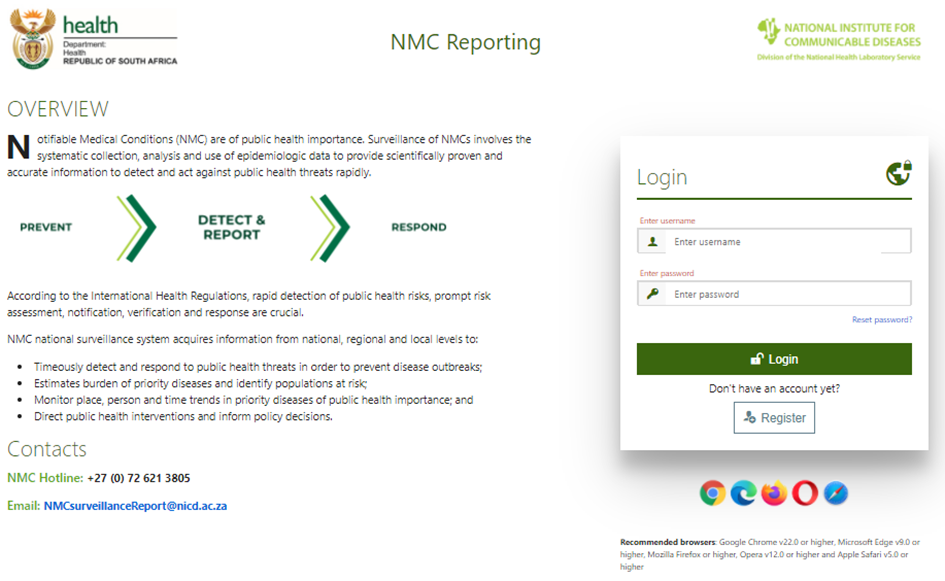 health
Department:
Health
REPUBLIC OF SOUTH AFRICA
NMC Reporting
NATIONAL INSTITUTE FOR
COMMUNICABLE DISEASES
Division of the National Health Laboratory Service
OVERVIEW
Notifiable Medical Conditions (NMC) are of public health importance. Surveillance of NMCs involves the
systematic collection, analysis and use of epidemiologic data to provide scientifically proven and
accurate information to detect and act against public health threats rapidly.
PREVENT
DETECT &
REPORT
RESPOND
According to the International Health Regulations, rapid detection of public health risks, prompt risk
assessment, notification, verification and response are crucial.
NMC national surveillance system acquires information from national, regional and local levels to:
• Timeously detect and respond to public health threats in order to prevent disease outbreaks;
• Estimates burden of priority diseases and identify populations at risk;
• Monitor place, person and time trends in priority diseases of public health importance; and
• Direct public health interventions and inform policy decisions.
Contacts
NMC Hotline: +27 (0) 72 621 3805
Email: NMCsurveillanceReport@nicd.ac.za
Login
Enter username
Enter username
Enter password
Enter password
Reset password?
Login
Don't have an account yet?
Register
Recommended browsers: Google Chrome v22.0 or higher, Microsoft Edge v9.0 or
higher, Mozilla Firefox or higher, Opera v12.0 or higher and Apple Safari v5.0 or
higher